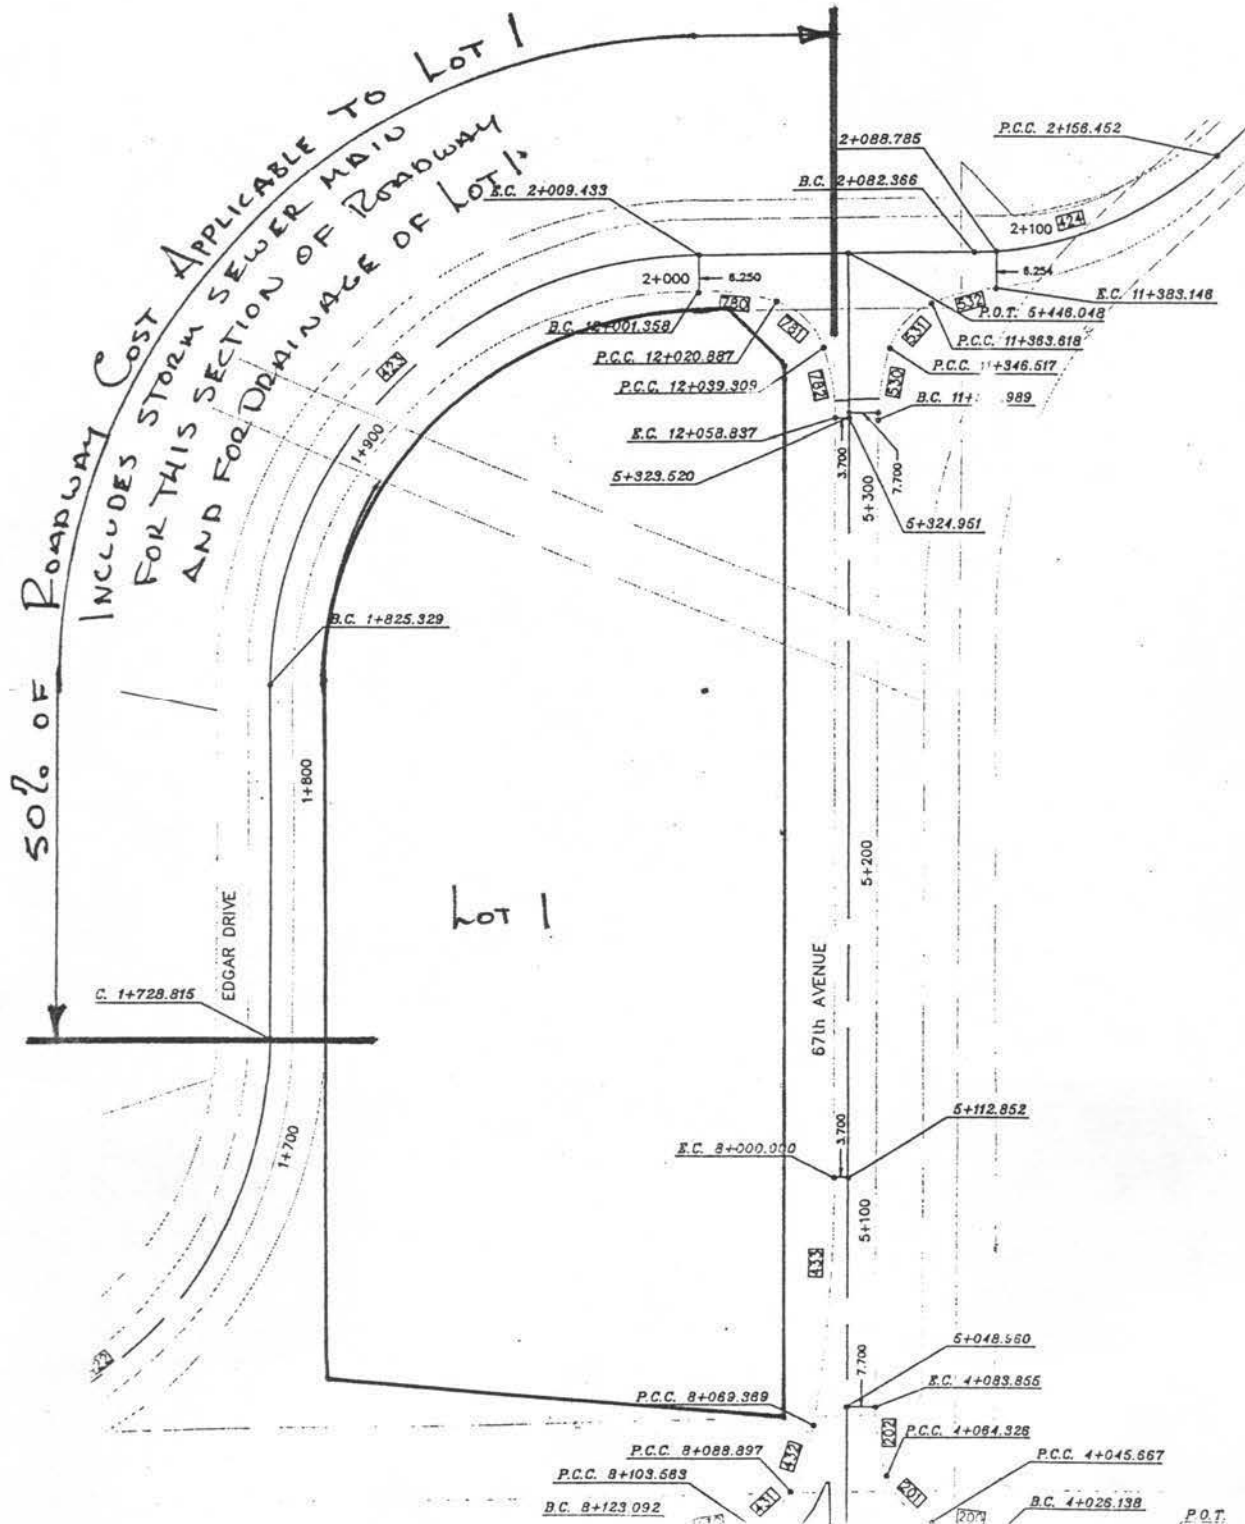 50% OF ROADWAY COST APPLICABLE TO LOT 1
INCLUDES STORM SEWER MAIN
FOR THIS SECTION OF ROADWAY
AND FOR DRAINAGE OF LOT 1.
P.C.C. 2+156.452
2+088.785
B.C. 2+082.366
E.C. 2+009.433
2+100 424
2+000
6.250
6.254
E.C. 11+383.146
780
532
P.O.T. 5+446.048
B.C. 12+001.358
781
531
P.C.C. 11+363.618
P.C.C. 12+020.887
P.C.C. 11+346.517
423
P.C.C. 12+039.309
782
530
B.C. 11+ 989
1+900
E.C. 12+058.837
3.700
7.700
5+323.520
5+300
5+324.951
B.C. 1+825.329
1+800
5+200
EDGAR DRIVE
LOT 1
67th AVENUE
C. 1+728.815
1+700
5+112.852
3.700
E.C. 8+000.000
5+100
433
5+048.560
7.700
E.C. 4+083.855
P.C.C. 8+069.369
202
P.C.C. 4+064.326
432
P.C.C. 8+088.897
P.C.C. 4+045.667
P.C.C. 8+103.563
431
201
B.C. 8+123.092
200
B.C. 4+026.138
P.O.T.